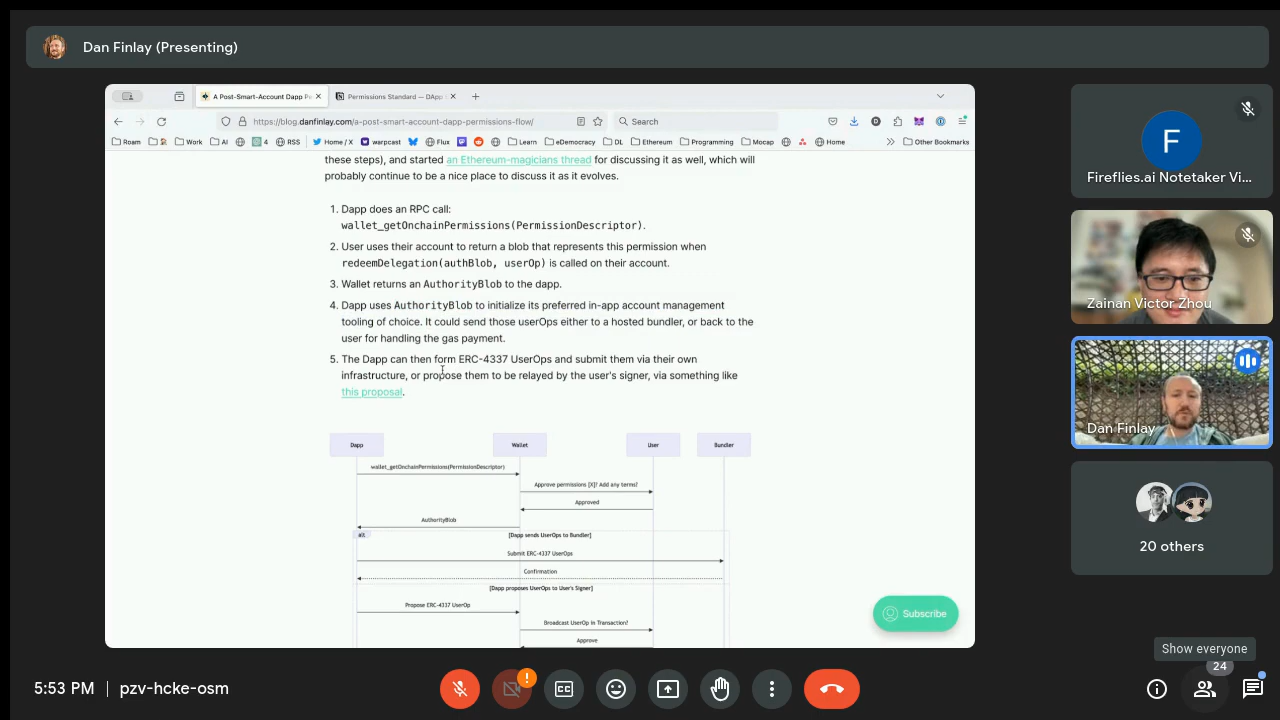 Dan Finlay (Presenting)
A Post-Smart-Account Dapp Pe
Permissions Standard — DApp
https://blog.danfinlay.com/a-post-smart-account-dapp-permissions-flow/
Search
Roam
Work
AI
4
RSS
Home / X
warpcast
Flux
Learn
eDemocracy
DL
Ethereum
Programming
Mocap
Home
Other Bookmarks
these steps), and started an Ethereum-magicians thread for discussing it as well, which will
probably continue to be a nice place to discuss it as it evolves.
1. Dapp does an RPC call:
wallet_getOnchainPermissions(PermissionDescriptor).
2. User uses their account to return a blob that represents this permission when
redeemDelegation(authBlob, userOp) is called on their account.
3. Wallet returns an AuthorityBlob to the dapp.
4. Dapp uses AuthorityBlob to initialize its preferred in-app account management
tooling of choice. It could send those userOps either to a hosted bundler, or back to the
user for handling the gas payment.
5. The Dapp can then form ERC-4337 UserOps and submit them via their own
infrastructure, or propose them to be relayed by the user's signer, via something like
this proposal.
Dapp
Wallet
User
Bundler
wallet_getOnchainPermissions(PermissionDescriptor)
Approve permissions [X]? Add any terms?
Approved
AuthorityBlob
alt
[Dapp sends UserOps to Bundler]
Submit ERC-4337 UserOps
Confirmation
[Dapp proposes UserOps to User's Signer]
Propose ERC-4337 UserOp
Broadcast UserOp in Transaction?
Approve
Subscribe
F
Fireflies.ai Notetaker Vi...
Zainan Victor Zhou
Dan Finlay
20 others
Show everyone
24
5:53 PM | pzv-hcke-osm
CC